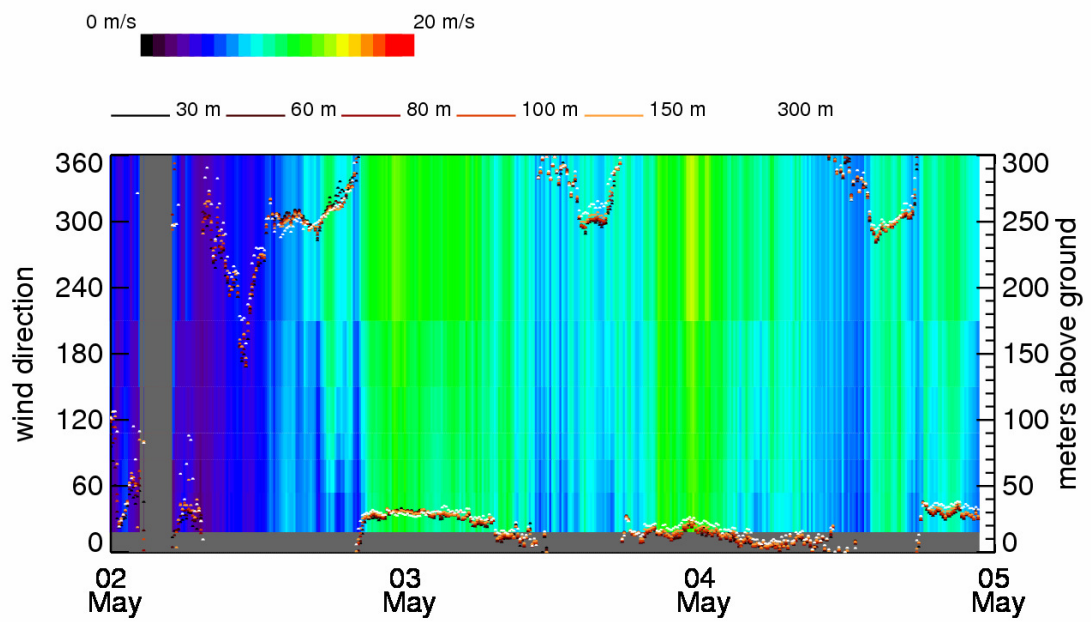 0 m/s 20 m/s
30 m 60 m 80 m 100 m 150 m 300 m
360 300
300 250
240 200
180 150
120 100
60 50
0 0
wind direction
meters above ground
02 03 04 05
May May May May